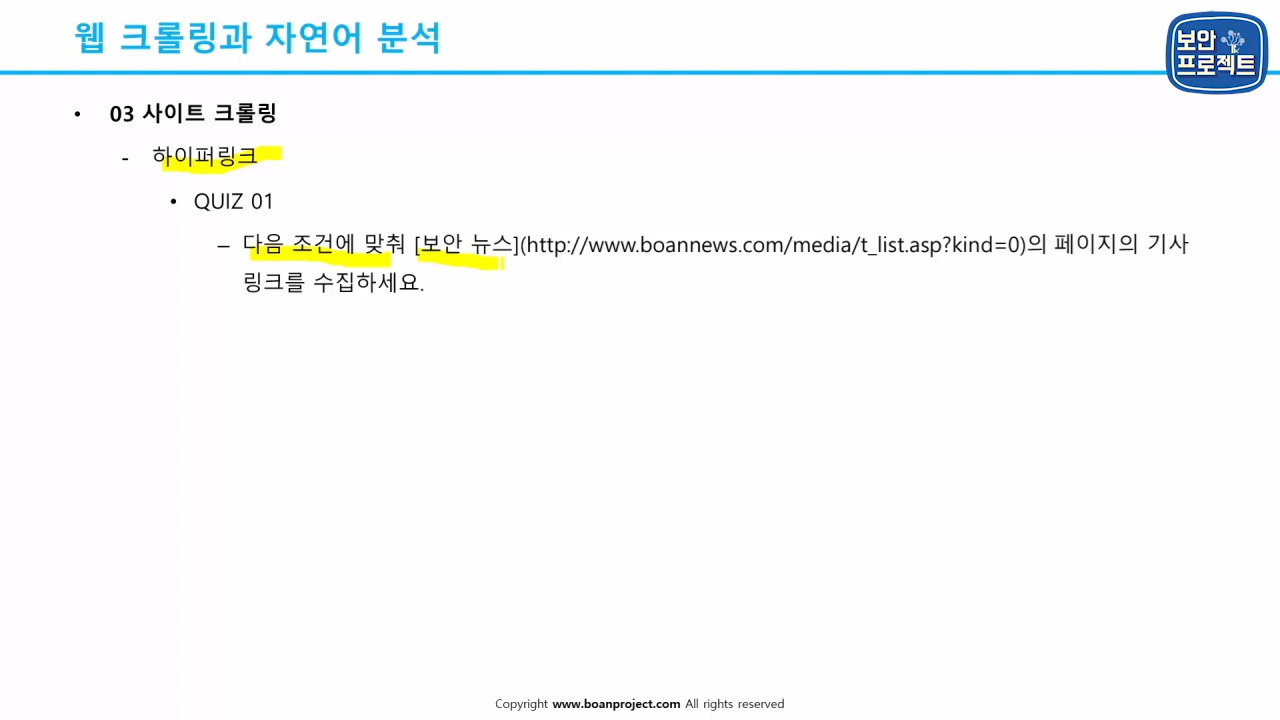 웹 크롤링과 자연어 분석
보안
프로젝트
• 03 사이트 크롤링
- 하이퍼링크
• QUIZ 01
– 다음 조건에 맞춰 [보안 뉴스](http://www.boannews.com/media/t_list.asp?kind=0)의 페이지의 기사
링크를 수집하세요.
Copyright www.boanproject.com All rights reserved